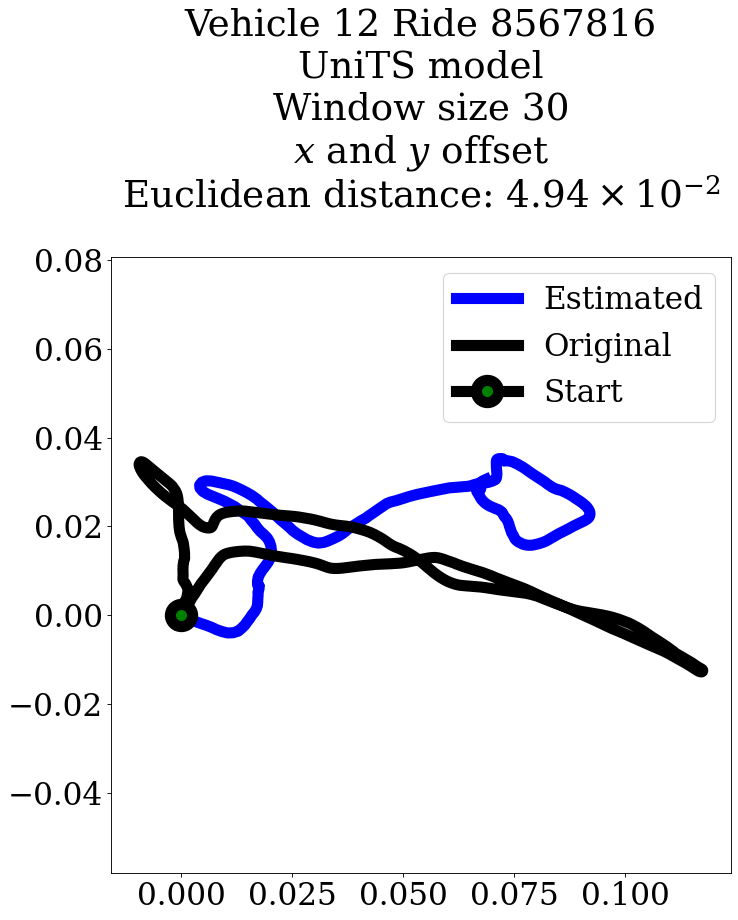 Vehicle 12 Ride 8567816
UniTS model
Window size 30
x and y offset
Euclidean distance: 4.94 × 10⁻²
0.08
0.06
0.04
0.02
0.00
−0.02
−0.04
Estimated
Original
Start
0.000 0.025 0.050 0.075 0.100